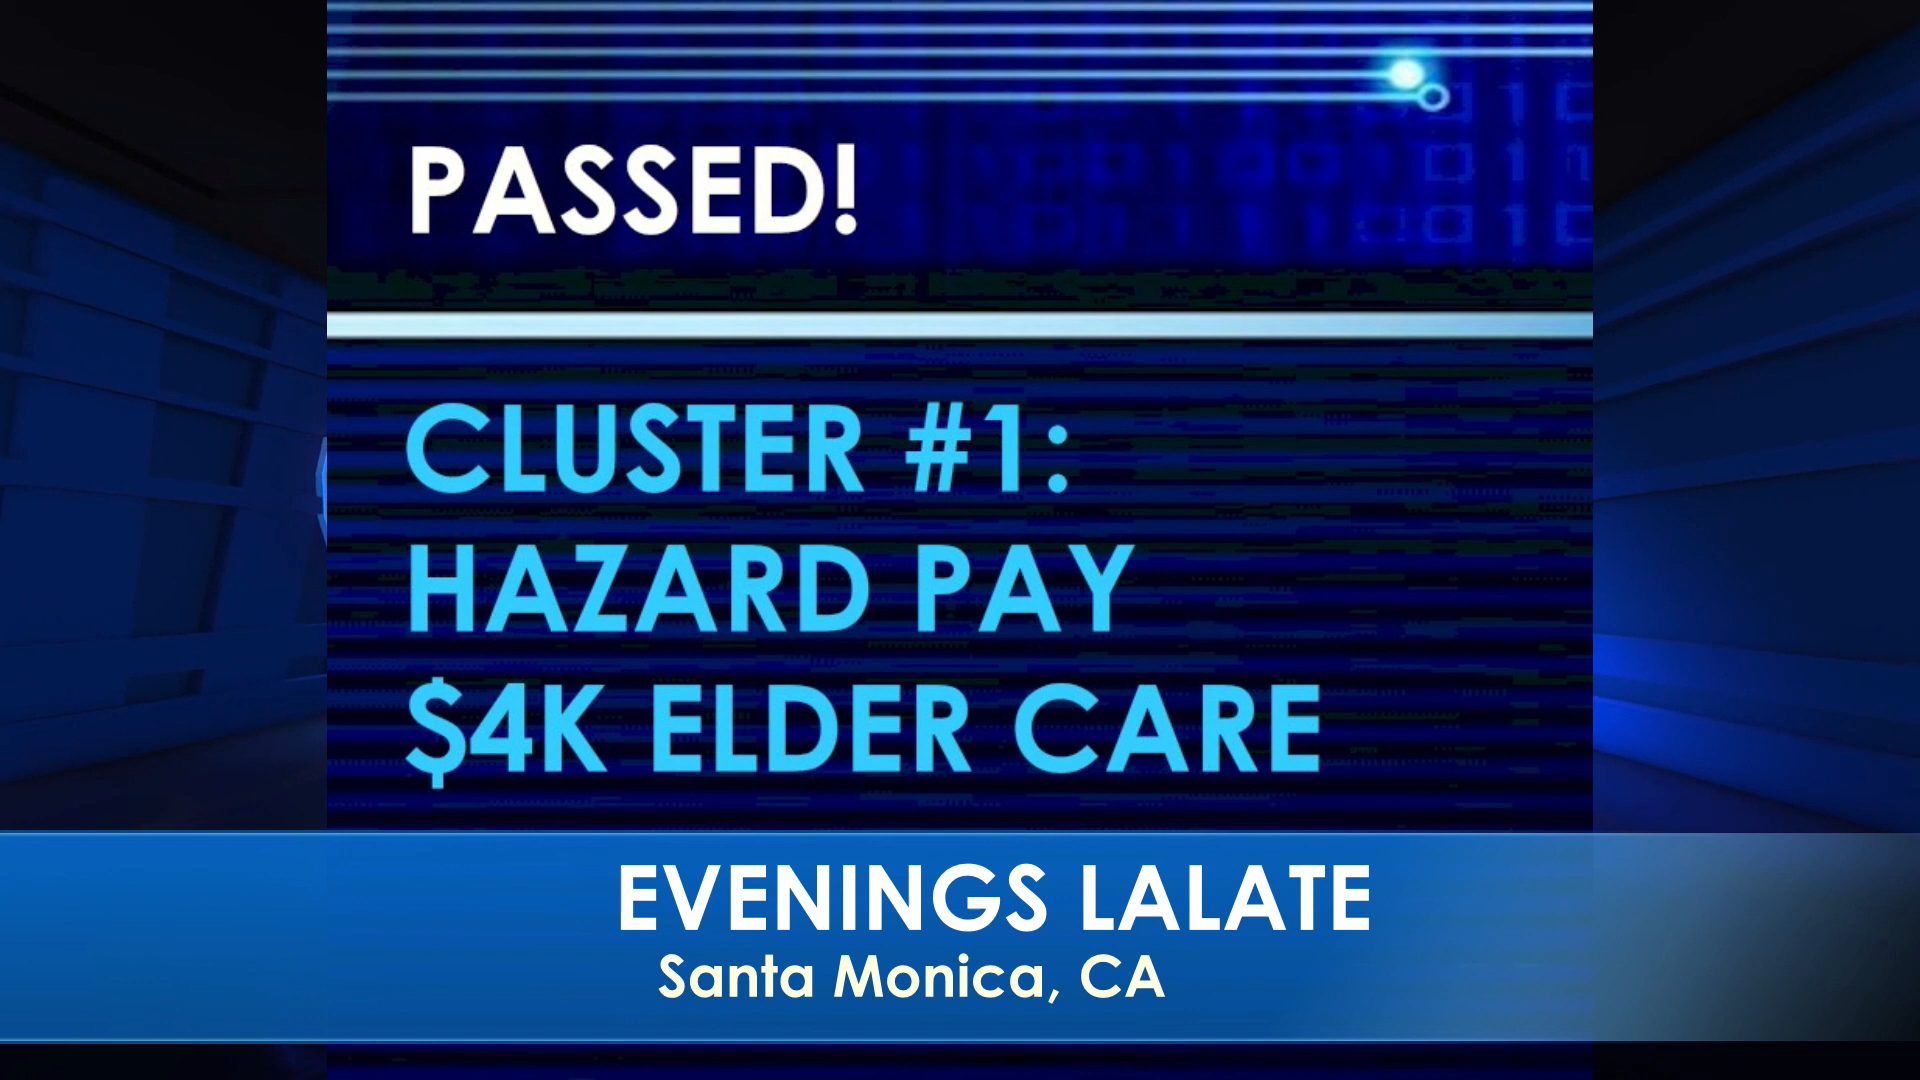 PASSED!
CLUSTER #1:
HAZARD PAY
$4K ELDER CARE
EVENINGS LALATE
Santa Monica, CA